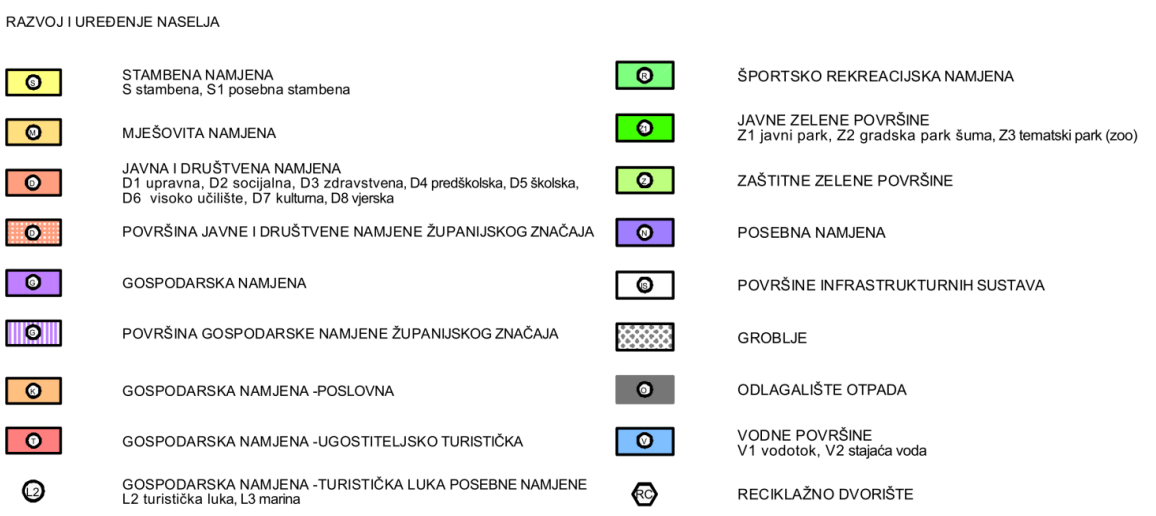 RAZVOJ I UREĐENJE NASELJA
S
STAMBENA NAMJENA
S stambena, S1 posebna stambena
M
MJEŠOVITA NAMJENA
D
JAVNA I DRUŠTVENA NAMJENA
D1 upravna, D2 socijalna, D3 zdravstvena, D4 predškolska, D5 školska,
D6 visoko učilište, D7 kulturna, D8 vjerska
D
POVRŠINA JAVNE I DRUŠTVENE NAMJENE ŽUPANIJSKOG ZNAČAJA
G
GOSPODARSKA NAMJENA
G
POVRŠINA GOSPODARSKE NAMJENE ŽUPANIJSKOG ZNAČAJA
K
GOSPODARSKA NAMJENA -POSLOVNA
T
GOSPODARSKA NAMJENA -UGOSTITELJSKO TURISTIČKA
L2
GOSPODARSKA NAMJENA -TURISTIČKA LUKA POSEBNE NAMJENE
L2 turistička luka, L3 marina
R
ŠPORTSKO REKREACIJSKA NAMJENA
Z1
JAVNE ZELENE POVRŠINE
Z1 javni park, Z2 gradska park šuma, Z3 tematski park (zoo)
Z
ZAŠTITNE ZELENE POVRŠINE
N
POSEBNA NAMJENA
IS
POVRŠINE INFRASTRUKTURNIH SUSTAVA
GROBLJE
O
ODLAGALIŠTE OTPADA
V
VODNE POVRŠINE
V1 vodotok, V2 stajaća voda
RC
RECIKLAŽNO DVORIŠTE